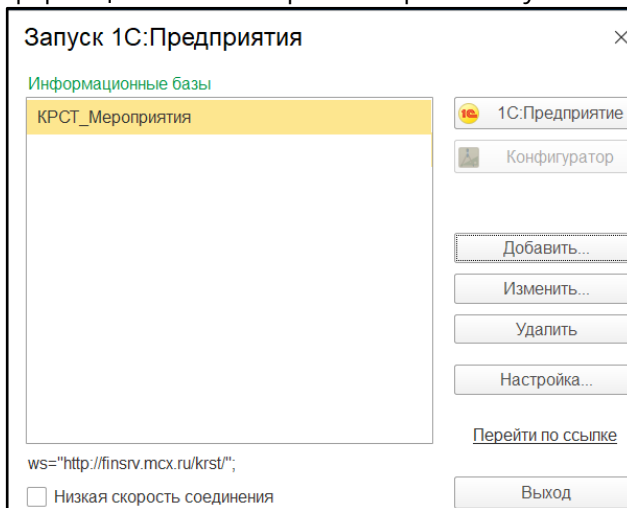 Запуск 1С:Предприятия
Информационные базы
КРСТ_Мероприятия
1С:Предприятие
Конфигуратор
Добавить...
Изменить...
Удалить
Настройка...
Перейти по ссылке
ws="http://finsrv.mcx.ru/krst/";
Низкая скорость соединения
Выход